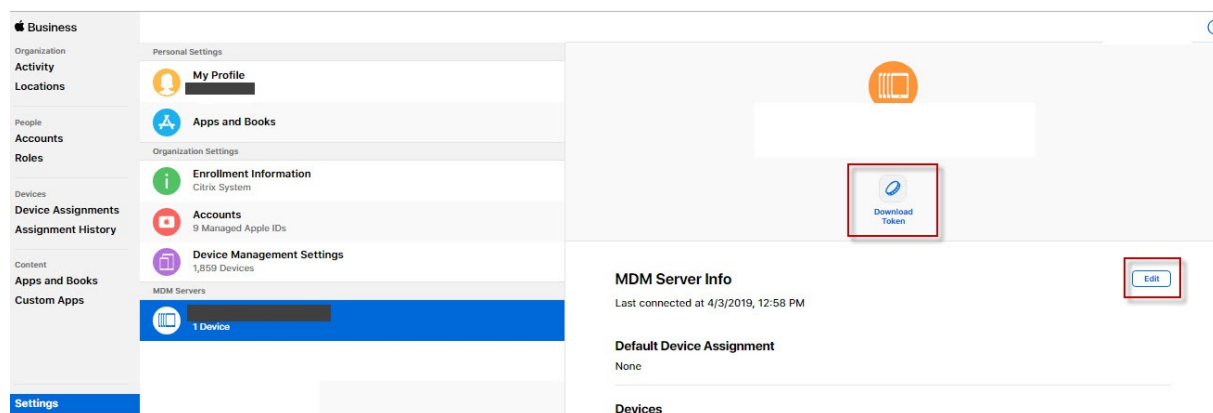 Business
Organization
Activity
Locations
People
Accounts
Roles
Devices
Device Assignments
Assignment History
Content
Apps and Books
Custom Apps
Settings
Personal Settings
My Profile
Apps and Books
Organization Settings
Enrollment Information
Citrix System
Accounts
9 Managed Apple IDs
Device Management Settings
1,859 Devices
MDM Servers
1 Device
Download
Token
MDM Server Info
Edit
Last connected at 4/3/2019, 12:58 PM
Default Device Assignment
None
Devices